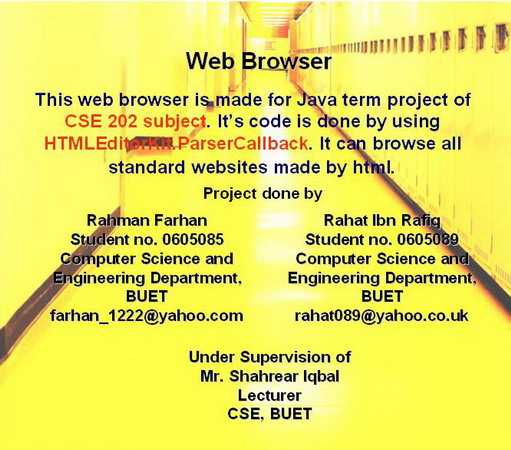 Web Browser
This web browser is made for Java term project of
CSE 202 subject. It's code is done by using
HTMLEditorKit.ParserCallback. It can browse all
standard websites made by html.
Project done by
Rahman Farhan
Student no. 0605085
Computer Science and
Engineering Department,
BUET
farhan_1222@yahoo.com
Rahat Ibn Rafiq
Student no. 0605089
Computer Science and
Engineering Department,
BUET
rahat089@yahoo.co.uk
Under Supervision of
Mr. Shahrear Iqbal
Lecturer
CSE, BUET